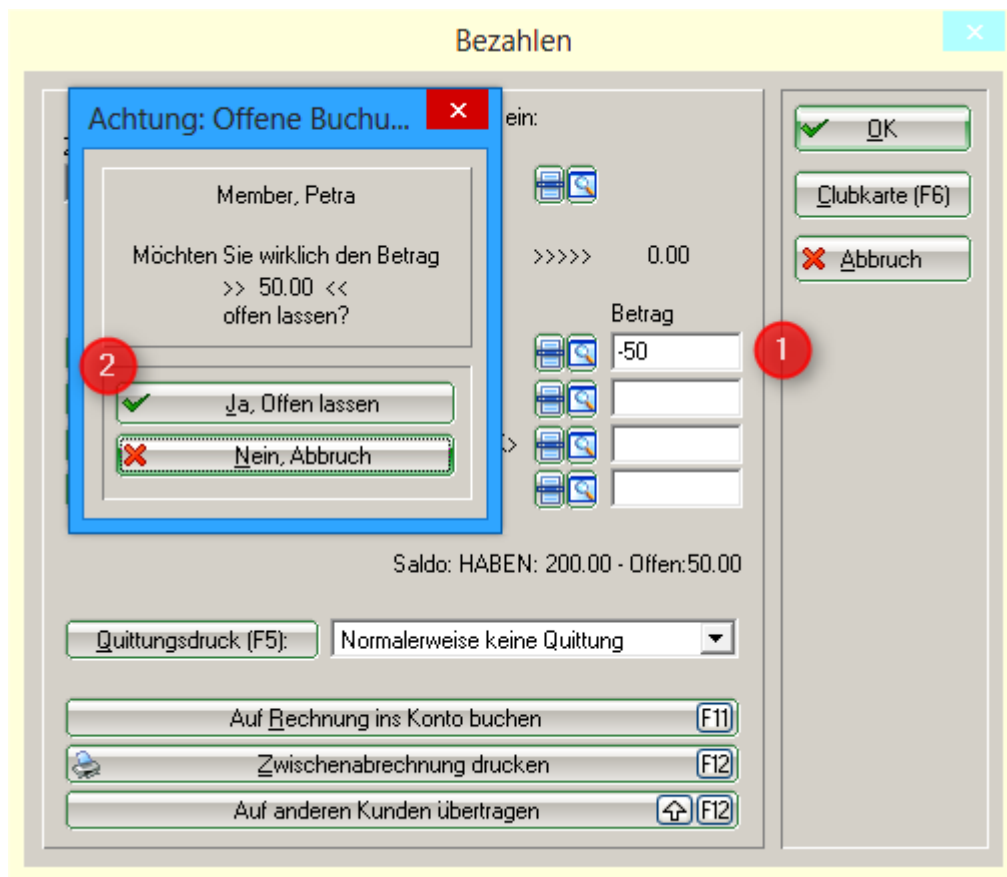 Bezahlen
Achtung: Offene Buchu...
ein:
Member, Petra
Möchten Sie wirklich den Betrag
>> 50.00 <<
offen lassen?
2
Ja, Offen lassen
Nein, Abbruch
>>>>> 0.00
Betrag
-50
1
>
Saldo: HABEN: 200.00 - Offen:50.00
Quittungsdruck (F5):
Normalerweise keine Quittung
Auf Rechnung ins Konto buchen F11
Zwischenabrechnung drucken F12
Auf anderen Kunden übertragen F12
OK
Clubkarte (F6)
Abbruch